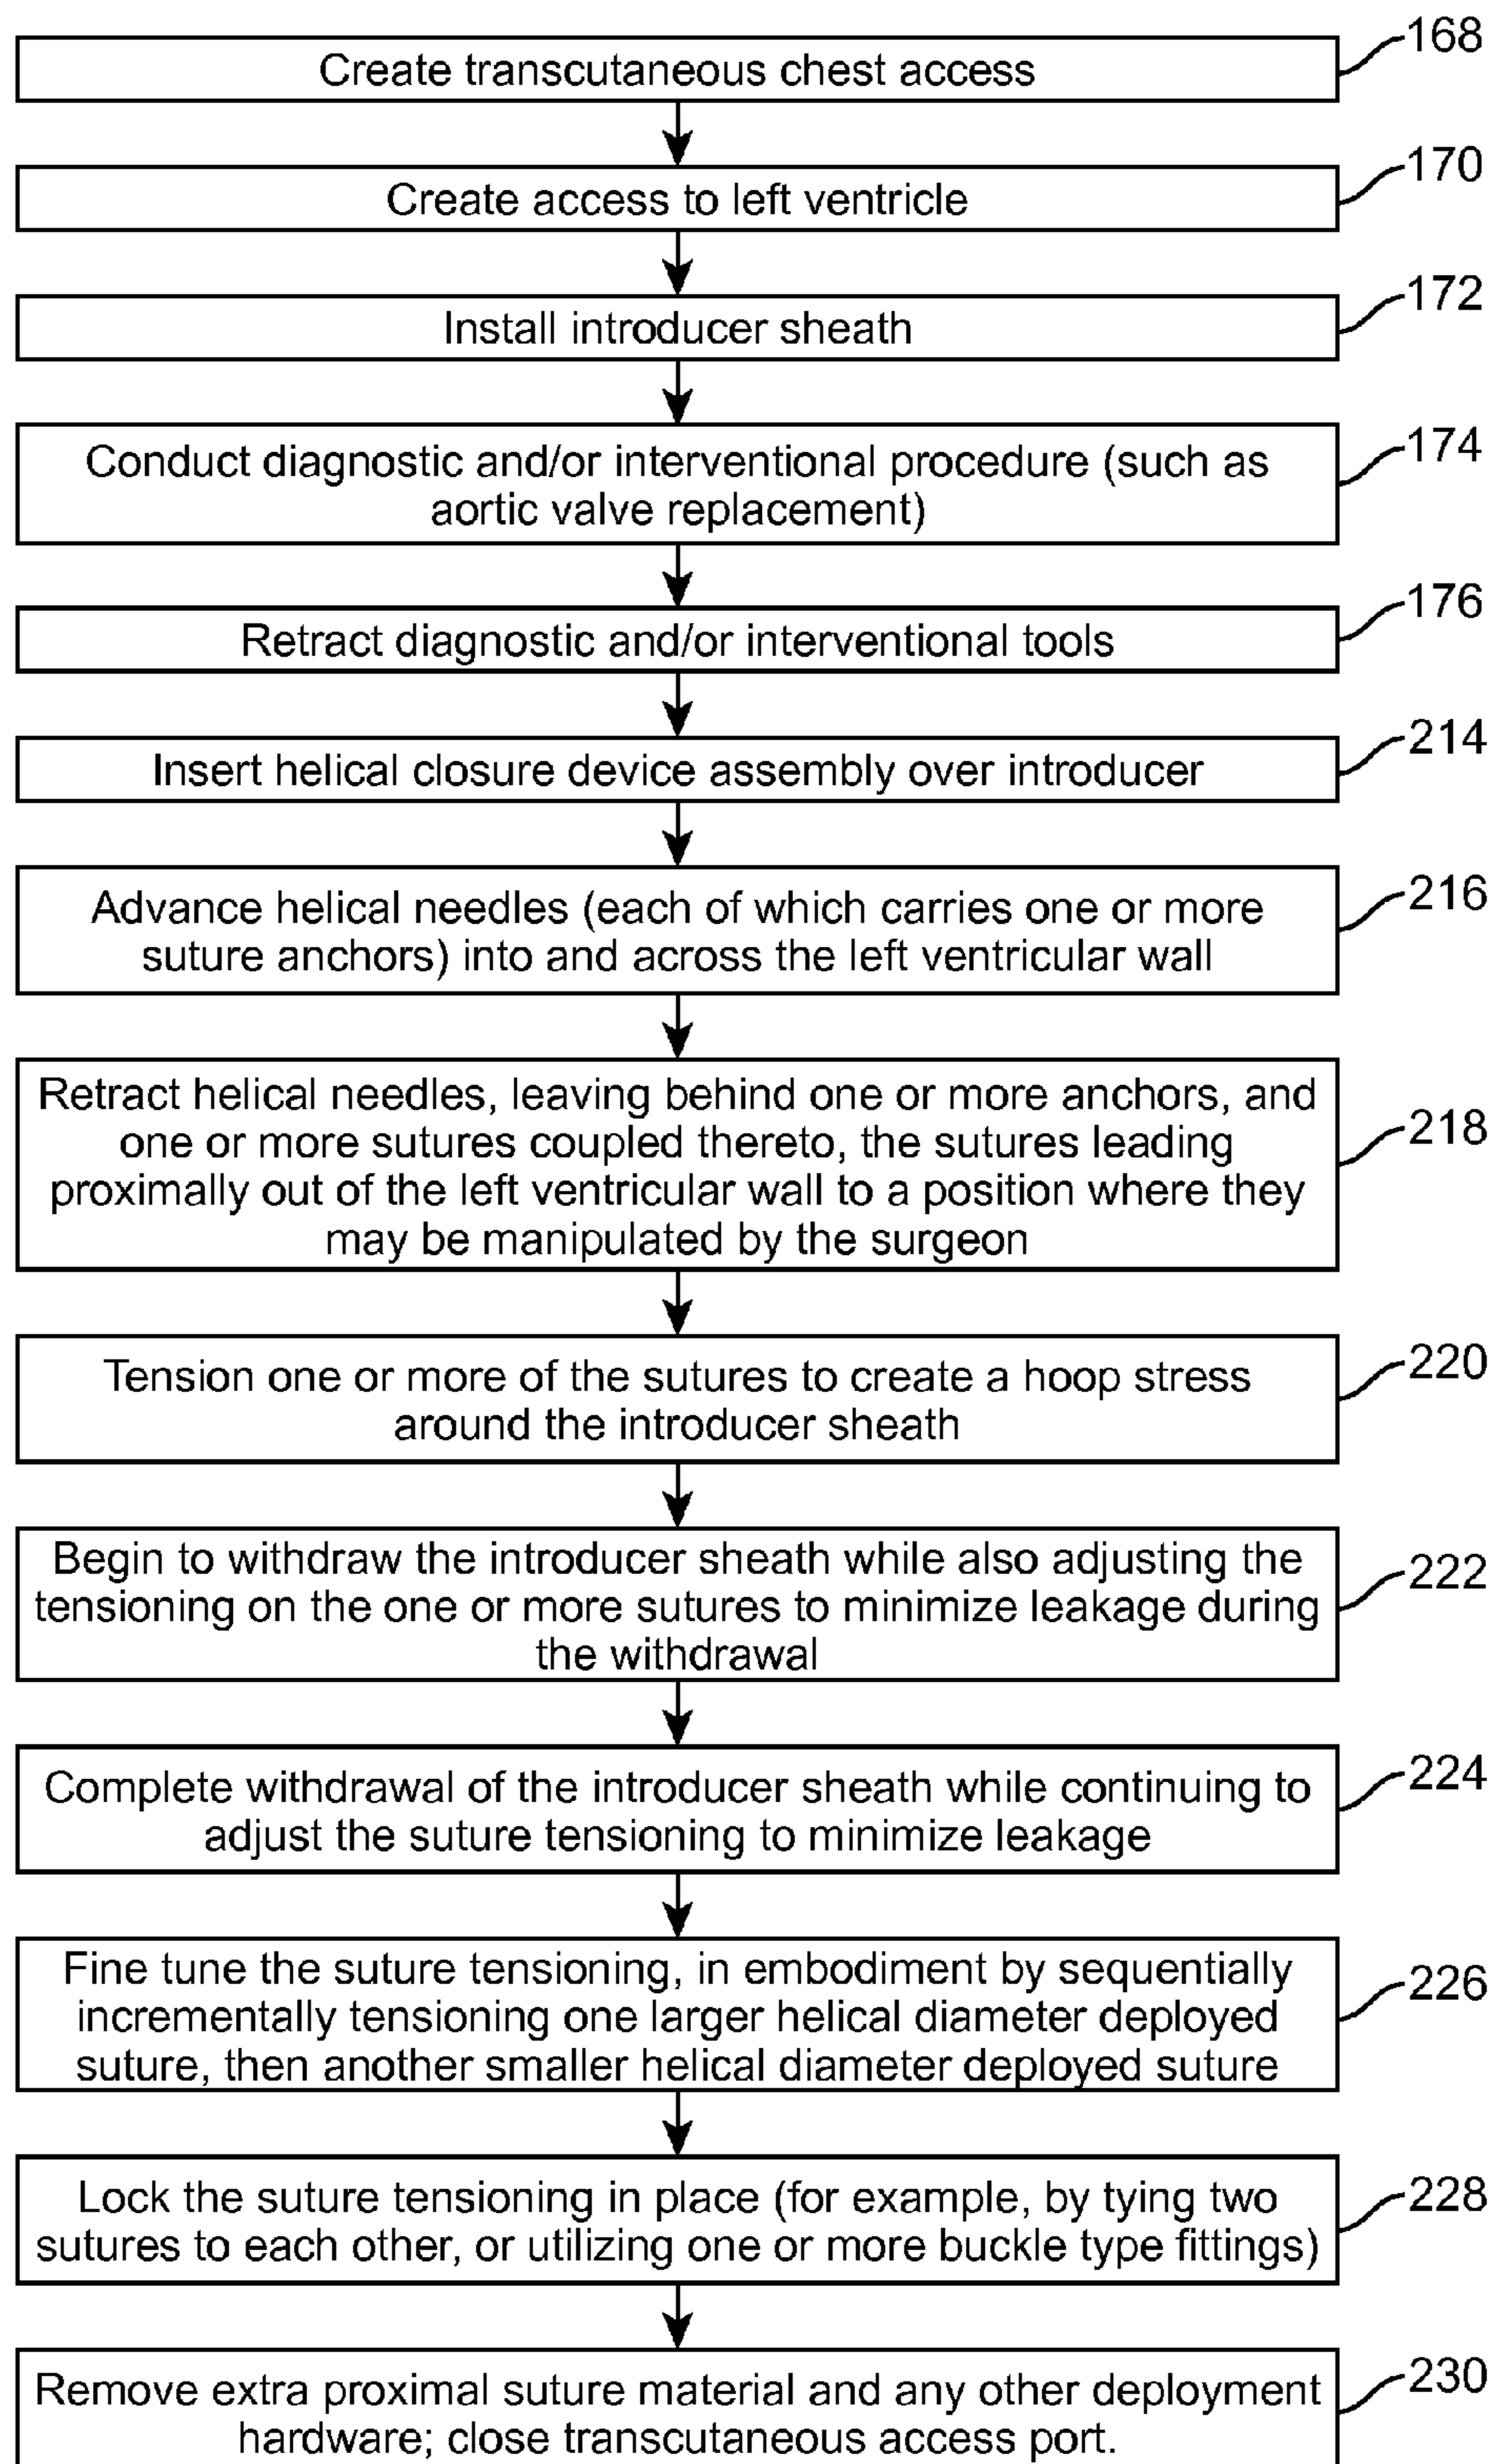 Create transcutaneous chest access
168
Create access to left ventricle
170
Install introducer sheath
172
Conduct diagnostic and/or interventional procedure (such as
aortic valve replacement)
174
Retract diagnostic and/or interventional tools
176
Insert helical closure device assembly over introducer
214
Advance helical needles (each of which carries one or more
suture anchors) into and across the left ventricular wall
216
Retract helical needles, leaving behind one or more anchors, and
one or more sutures coupled thereto, the sutures leading
proximally out of the left ventricular wall to a position where they
may be manipulated by the surgeon
218
Tension one or more of the sutures to create a hoop stress
around the introducer sheath
220
Begin to withdraw the introducer sheath while also adjusting the
tensioning on the one or more sutures to minimize leakage during
the withdrawal
222
Complete withdrawal of the introducer sheath while continuing to
adjust the suture tensioning to minimize leakage
224
Fine tune the suture tensioning, in embodiment by sequentially
incrementally tensioning one larger helical diameter deployed
suture, then another smaller helical diameter deployed suture
226
Lock the suture tensioning in place (for example, by tying two
sutures to each other, or utilizing one or more buckle type fittings)
228
Remove extra proximal suture material and any other deployment
hardware; close transcutaneous access port.
230